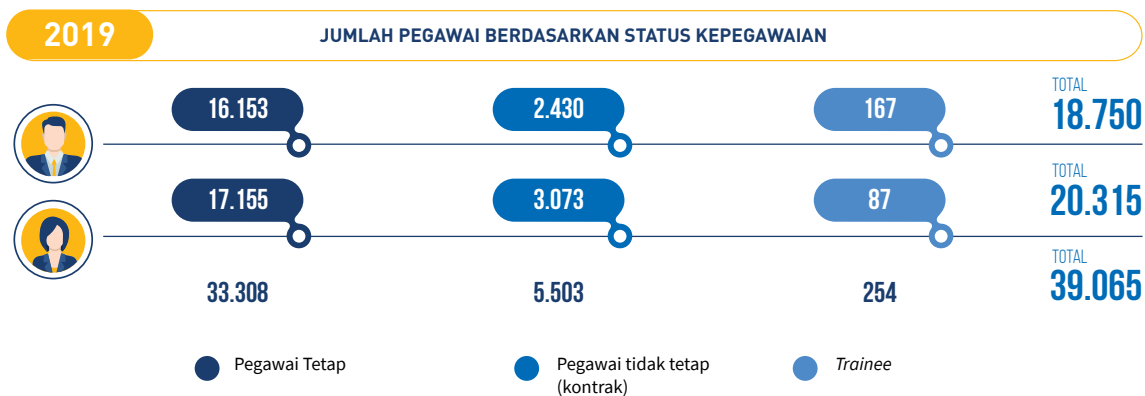 2019
JUMLAH PEGAWAI BERDASARKAN STATUS KEPEGAWAIAN
16.153
2.430
167
TOTAL
18.750
17.155
3.073
87
TOTAL
20.315
33.308
5.503
254
TOTAL
39.065
Pegawai Tetap
Pegawai tidak tetap
(kontrak)
Trainee